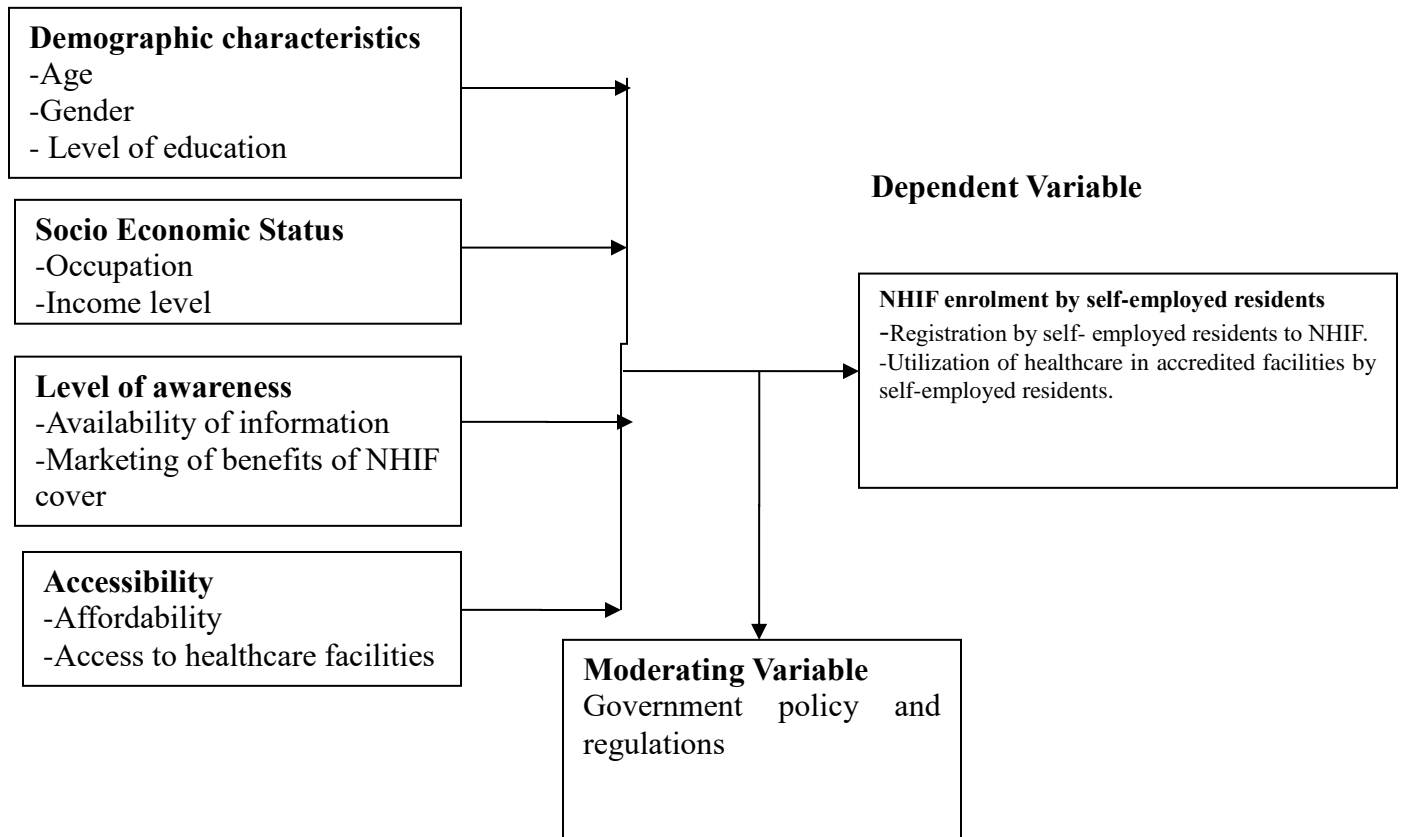 Demographic characteristics
-Age
-Gender
- Level of education
Dependent Variable
Socio Economic Status
-Occupation
-Income level
NHIF enrolment by self-employed residents
-Registration by self- employed residents to NHIF.
-Utilization of healthcare in accredited facilities by
self-employed residents.
Level of awareness
-Availability of information
-Marketing of benefits of NHIF
cover
Accessibility
-Affordability
-Access to healthcare facilities
Moderating Variable
Government policy and
regulations